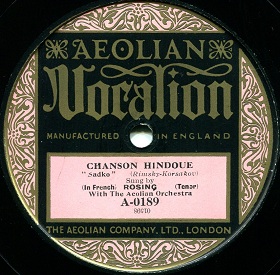 AEOLIAN
Vocalion
MANUFACTURED IN ENGLAND
CHANSON HINDOUE
"Sadko" (Rimsky-Korsakov)
Sung by
(In French) ROSING (Tenor)
With The Aeolian Orchestra
A-0189
THE AEOLIAN COMPANY, LTD., LONDON